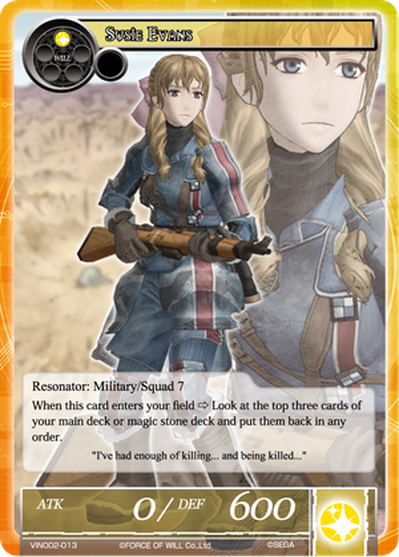 Susie Evans
WILL
Resonator: Military/Squad 7
When this card enters your field ⇨ Look at the top three cards of
your main deck or magic stone deck and put them back in any
order.
"I've had enough of killing... and being killed..."
ATK 0 / DEF 600
VIN002-013 ©FORCE OF WILL Co.,Ltd. ©SEGA